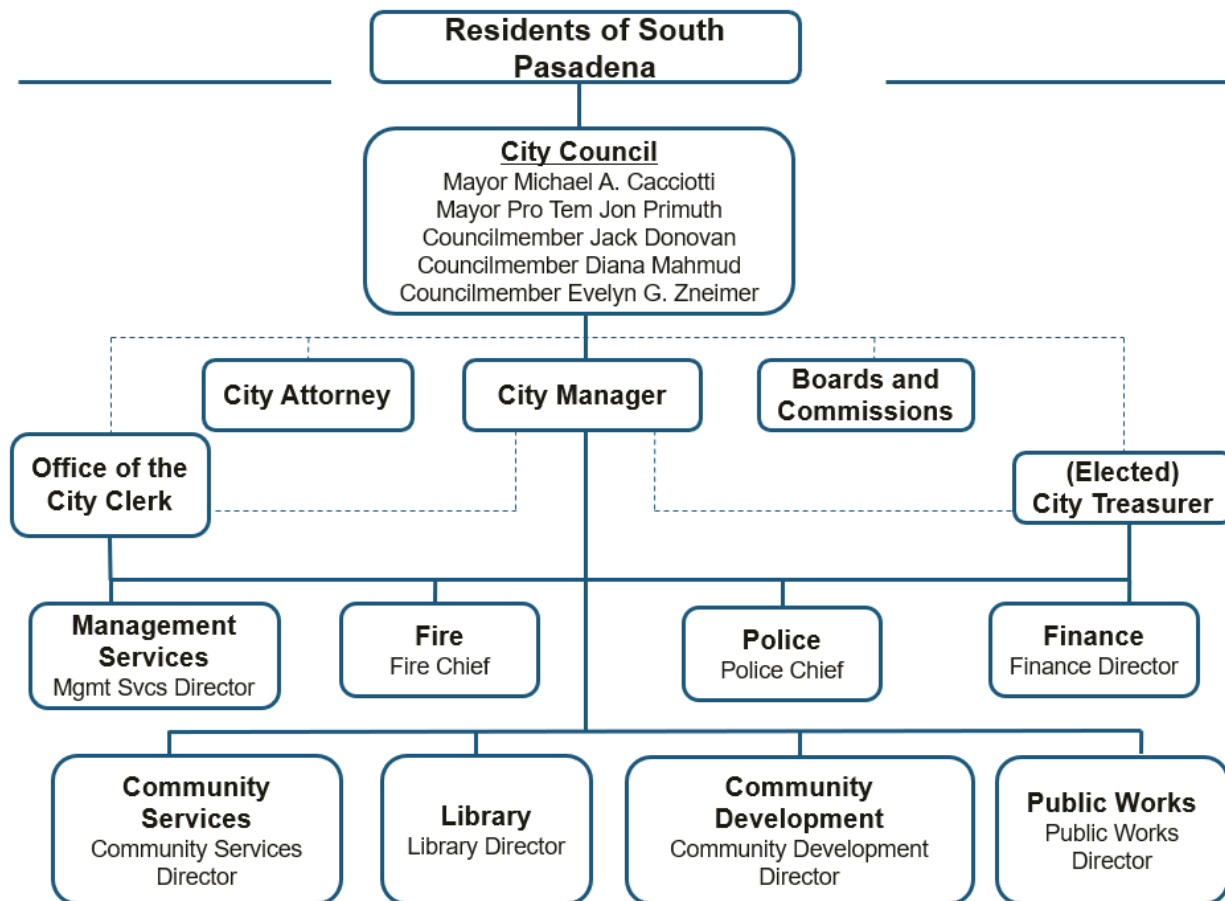 Residents of South
Pasadena
City Council
Mayor Michael A. Cacciotti
Mayor Pro Tem Jon Primuth
Councilmember Jack Donovan
Councilmember Diana Mahmud
Councilmember Evelyn G. Zneimer
City Attorney
City Manager
Boards and
Commissions
Office of the
City Clerk
(Elected)
City Treasurer
Management
Services
Mgmt Svcs Director
Fire
Fire Chief
Police
Police Chief
Finance
Finance Director
Community
Services
Community Services
Director
Library
Library Director
Community
Development
Community Development
Director
Public Works
Public Works
Director